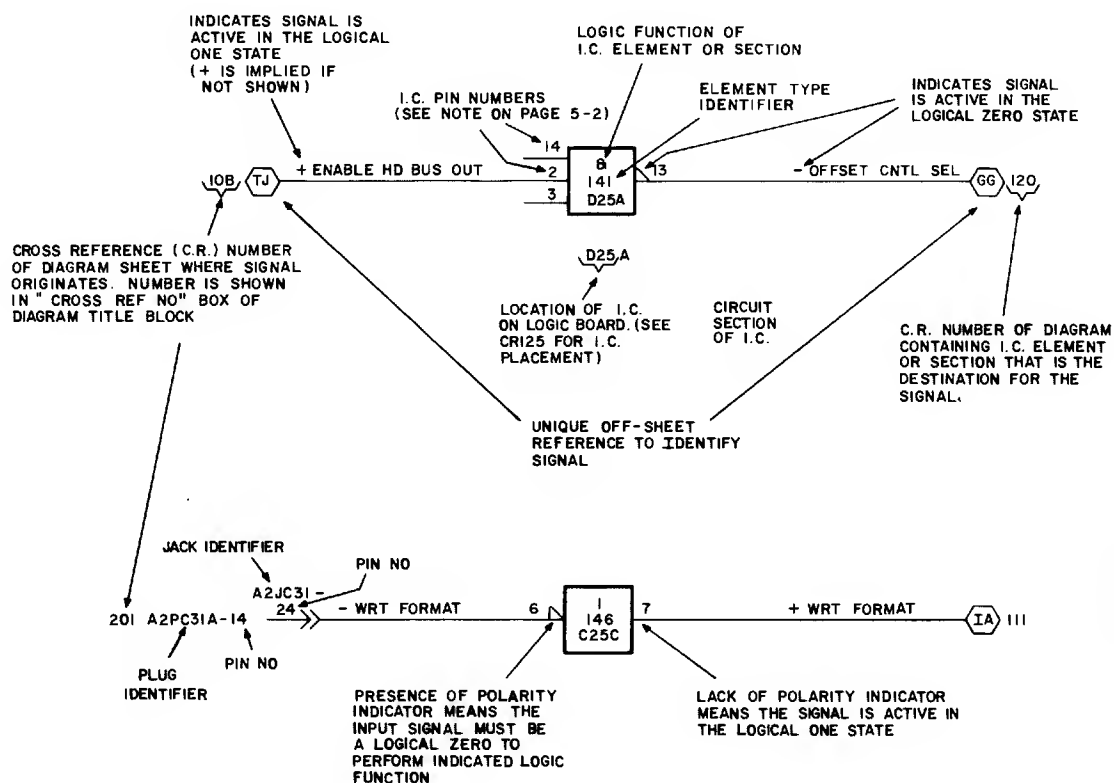 INDICATES SIGNAL IS
ACTIVE IN THE LOGICAL
ONE STATE
(+ IS IMPLIED IF
NOT SHOWN)
LOGIC FUNCTION OF
I.C. ELEMENT OR SECTION
I.C. PIN NUMBERS
(SEE NOTE ON PAGE 5-2)
ELEMENT TYPE
IDENTIFIER
INDICATES SIGNAL
IS ACTIVE IN THE
LOGICAL ZERO STATE
10B TJ + ENABLE HD BUS OUT
14
2
3
&
141
D25A
13
- OFFSET CNTL SEL GG 120
CROSS REFERENCE (C.R.) NUMBER
OF DIAGRAM SHEET WHERE SIGNAL
ORIGINATES. NUMBER IS SHOWN
IN "CROSS REF NO" BOX OF
DIAGRAM TITLE BLOCK
D25A
LOCATION OF I.C.
ON LOGIC BOARD. (SEE
CR125 FOR I.C.
PLACEMENT)
CIRCUIT
SECTION
OF I.C.
C.R. NUMBER OF DIAGRAM
CONTAINING I.C. ELEMENT
OR SECTION THAT IS THE
DESTINATION FOR THE
SIGNAL.
UNIQUE OFF-SHEET
REFERENCE TO IDENTIFY
SIGNAL
JACK IDENTIFIER
PIN NO
A2JC31-
24
201 A2PC31A-14
- WRT FORMAT
6
1
146
C25C
7
+ WRT FORMAT
IA 111
PLUG
IDENTIFIER
PIN NO
PRESENCE OF POLARITY
INDICATOR MEANS THE
INPUT SIGNAL MUST BE
A LOGICAL ZERO TO
PERFORM INDICATED LOGIC
FUNCTION
LACK OF POLARITY INDICATOR
MEANS THE SIGNAL IS ACTIVE IN
THE LOGICAL ONE STATE